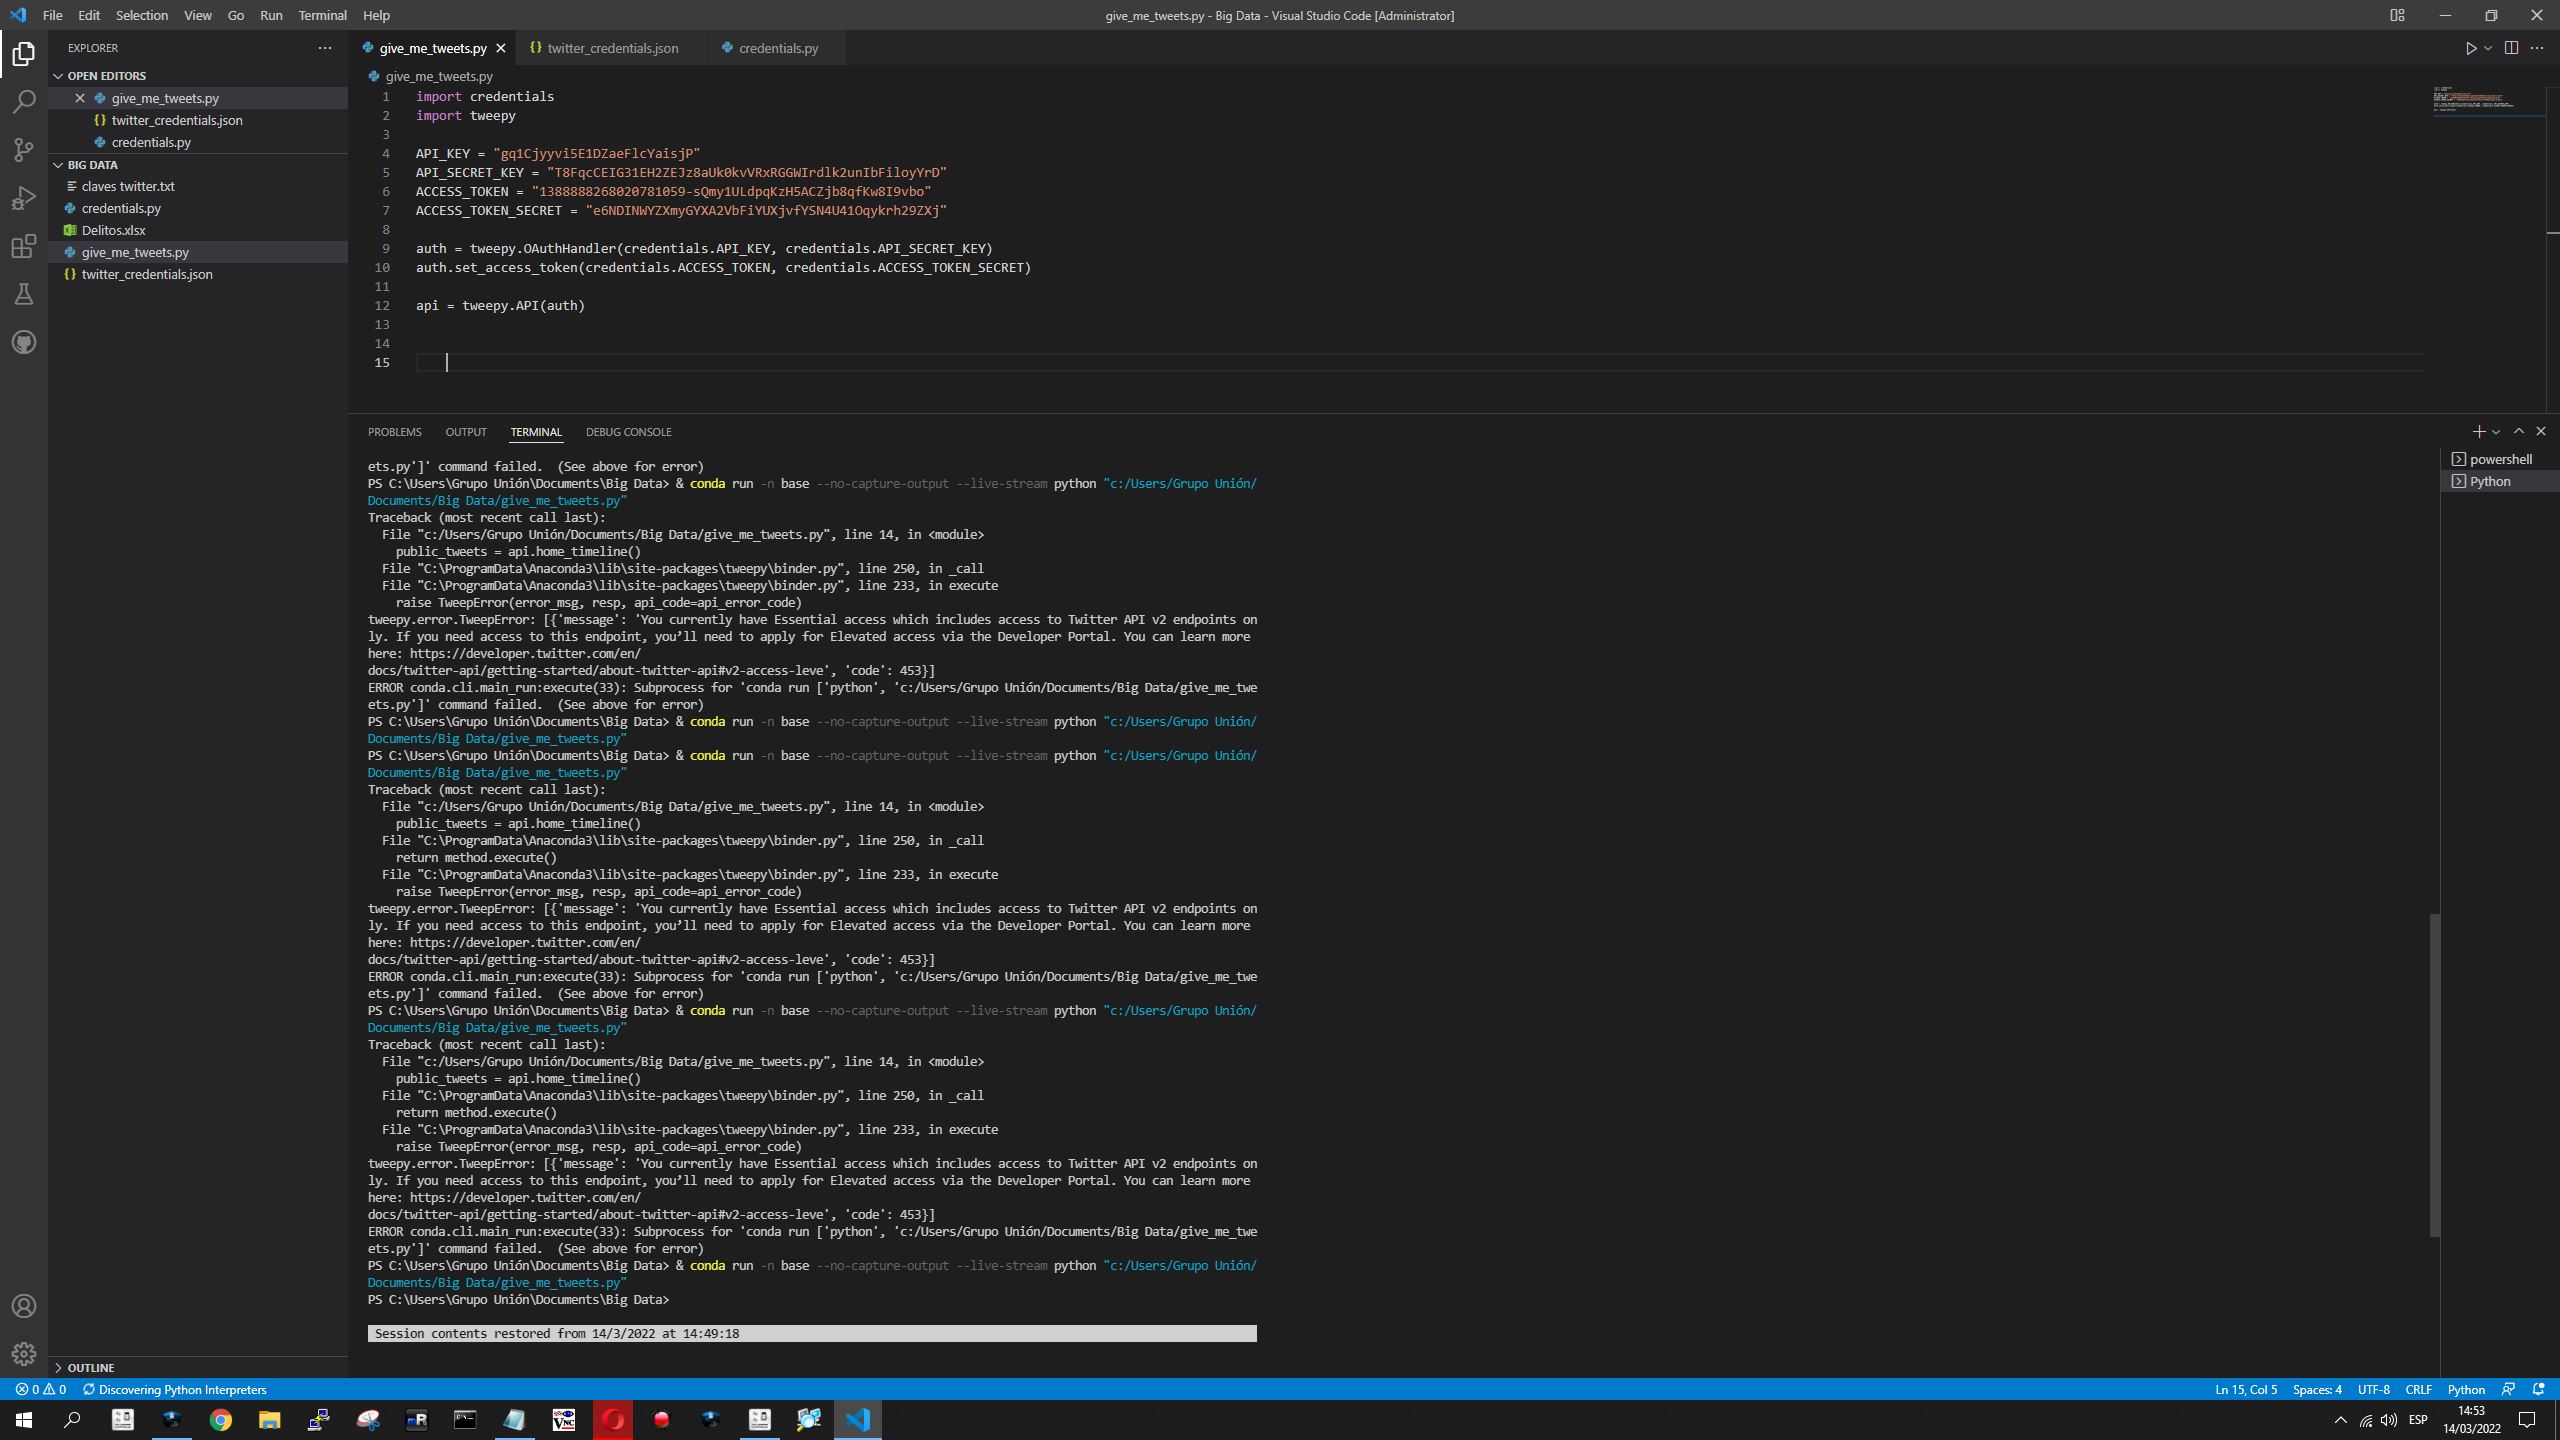 File Edit Selection View Go Run Terminal Help
give_me_tweets.py - Big Data - Visual Studio Code [Administrator]
EXPLORER
OPEN EDITORS
give_me_tweets.py
twitter_credentials.json
credentials.py
BIG DATA
claves twitter.txt
credentials.py
Delitos.xlsx
give_me_tweets.py
twitter_credentials.json
OUTLINE
give_me_tweets.py twitter_credentials.json credentials.py
give_me_tweets.py
1 import credentials
2 import tweepy
3
4 API_KEY = "gq1Cjyyvi5E1DZaeFlcYaisjP"
5 API_SECRET_KEY = "T8FqcCEIG31EH2ZEJz8aUk0kvVRxRGGWIrdlk2unIbFiloyYrD"
6 ACCESS_TOKEN = "1388888268020781059-sQmy1ULdpqKzH5ACZjb8qfKw8I9vbo"
7 ACCESS_TOKEN_SECRET = "e6NDINWYZXmyGYXA2VbFiYUXjvfYSN4U41Oqykrh29ZXj"
8
9 auth = tweepy.OAuthHandler(credentials.API_KEY, credentials.API_SECRET_KEY)
10 auth.set_access_token(credentials.ACCESS_TOKEN, credentials.ACCESS_TOKEN_SECRET)
11
12 api = tweepy.API(auth)
13
14
15
PROBLEMS OUTPUT TERMINAL DEBUG CONSOLE
powershell
Python
ets.py']' command failed.  (See above for error)
PS C:\Users\Grupo Unión\Documents\Big Data> & conda run -n base --no-capture-output --live-stream python "c:/Users/Grupo Unión/
Documents/Big Data/give_me_tweets.py"
Traceback (most recent call last):
File "c:/Users/Grupo Unión/Documents/Big Data/give_me_tweets.py", line 14, in <module>
public_tweets = api.home_timeline()
File "C:\ProgramData\Anaconda3\lib\site-packages\tweepy\binder.py", line 250, in _call
File "C:\ProgramData\Anaconda3\lib\site-packages\tweepy\binder.py", line 233, in execute
raise TweepError(error_msg, resp, api_code=api_error_code)
tweepy.error.TweepError: [{'message': 'You currently have Essential access which includes access to Twitter API v2 endpoints on
ly. If you need access to this endpoint, you’ll need to apply for Elevated access via the Developer Portal. You can learn more
here: https://developer.twitter.com/en/
docs/twitter-api/getting-started/about-twitter-api#v2-access-leve', 'code': 453}]
ERROR conda.cli.main_run:execute(33): Subprocess for 'conda run ['python', 'c:/Users/Grupo Unión/Documents/Big Data/give_me_twe
ets.py']' command failed.  (See above for error)
PS C:\Users\Grupo Unión\Documents\Big Data> & conda run -n base --no-capture-output --live-stream python "c:/Users/Grupo Unión/
Documents/Big Data/give_me_tweets.py"
PS C:\Users\Grupo Unión\Documents\Big Data> & conda run -n base --no-capture-output --live-stream python "c:/Users/Grupo Unión/
Documents/Big Data/give_me_tweets.py"
Traceback (most recent call last):
File "c:/Users/Grupo Unión/Documents/Big Data/give_me_tweets.py", line 14, in <module>
public_tweets = api.home_timeline()
File "C:\ProgramData\Anaconda3\lib\site-packages\tweepy\binder.py", line 250, in _call
return method.execute()
File "C:\ProgramData\Anaconda3\lib\site-packages\tweepy\binder.py", line 233, in execute
raise TweepError(error_msg, resp, api_code=api_error_code)
tweepy.error.TweepError: [{'message': 'You currently have Essential access which includes access to Twitter API v2 endpoints on
ly. If you need access to this endpoint, you’ll need to apply for Elevated access via the Developer Portal. You can learn more
here: https://developer.twitter.com/en/
docs/twitter-api/getting-started/about-twitter-api#v2-access-leve', 'code': 453}]
ERROR conda.cli.main_run:execute(33): Subprocess for 'conda run ['python', 'c:/Users/Grupo Unión/Documents/Big Data/give_me_twe
ets.py']' command failed.  (See above for error)
PS C:\Users\Grupo Unión\Documents\Big Data> & conda run -n base --no-capture-output --live-stream python "c:/Users/Grupo Unión/
Documents/Big Data/give_me_tweets.py"
Traceback (most recent call last):
File "c:/Users/Grupo Unión/Documents/Big Data/give_me_tweets.py", line 14, in <module>
public_tweets = api.home_timeline()
File "C:\ProgramData\Anaconda3\lib\site-packages\tweepy\binder.py", line 250, in _call
return method.execute()
File "C:\ProgramData\Anaconda3\lib\site-packages\tweepy\binder.py", line 233, in execute
raise TweepError(error_msg, resp, api_code=api_error_code)
tweepy.error.TweepError: [{'message': 'You currently have Essential access which includes access to Twitter API v2 endpoints on
ly. If you need access to this endpoint, you’ll need to apply for Elevated access via the Developer Portal. You can learn more
here: https://developer.twitter.com/en/
docs/twitter-api/getting-started/about-twitter-api#v2-access-leve', 'code': 453}]
ERROR conda.cli.main_run:execute(33): Subprocess for 'conda run ['python', 'c:/Users/Grupo Unión/Documents/Big Data/give_me_twe
ets.py']' command failed.  (See above for error)
PS C:\Users\Grupo Unión\Documents\Big Data> & conda run -n base --no-capture-output --live-stream python "c:/Users/Grupo Unión/
Documents/Big Data/give_me_tweets.py"
PS C:\Users\Grupo Unión\Documents\Big Data>
Session contents restored from 14/3/2022 at 14:49:18
0 0 Discovering Python Interpreters
Ln 15, Col 5 Spaces: 4 UTF-8 CRLF Python
ESP
14:53
14/03/2022